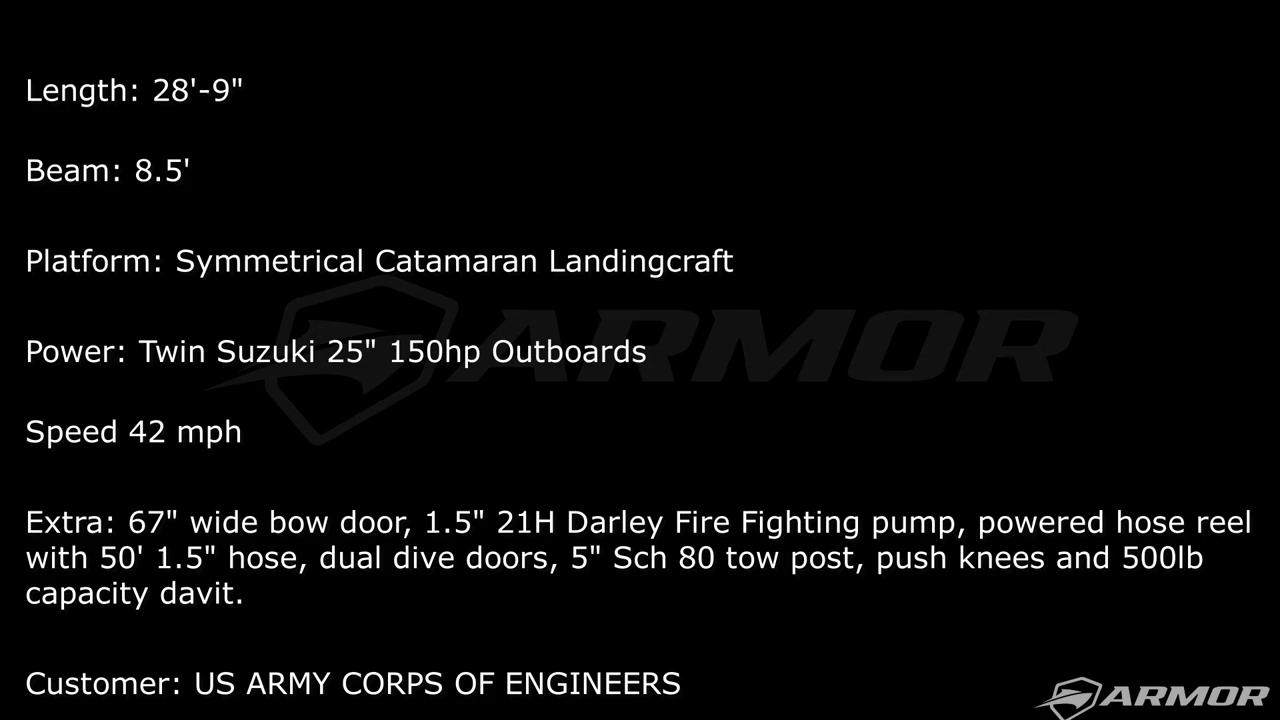 Length: 28'-9"
Beam: 8.5'
Platform: Symmetrical Catamaran Landingcraft
ARMOR
Power: Twin Suzuki 25" 150hp Outboards
Speed 42 mph
Extra: 67" wide bow door, 1.5" 21H Darley Fire Fighting pump, powered hose reel
with 50' 1.5" hose, dual dive doors, 5" Sch 80 tow post, push knees and 500lb
capacity davit.
Customer: US ARMY CORPS OF ENGINEERS
ARMOR